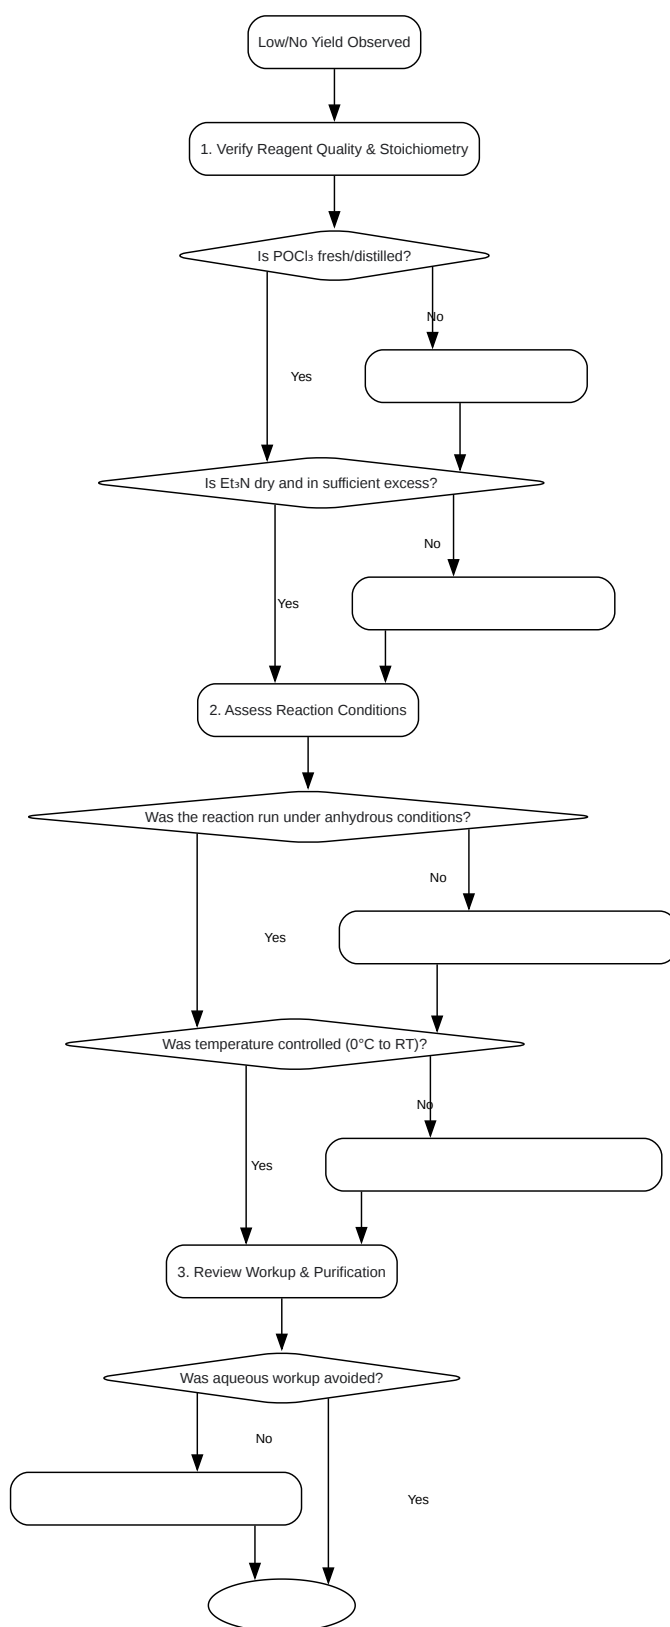 Low/No Yield Observed
1. Verify Reagent Quality & Stoichiometry
Is POCl₃ fresh/distilled?
No
Yes
Is Et₃N dry and in sufficient excess?
No
Yes
2. Assess Reaction Conditions
Was the reaction run under anhydrous conditions?
No
Yes
Was temperature controlled (0°C to RT)?
No
Yes
3. Review Workup & Purification
Was aqueous workup avoided?
No
Yes